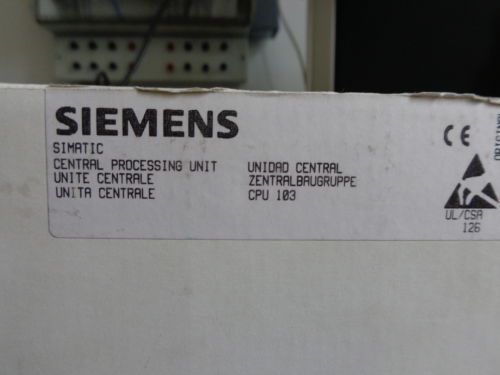 SIEMENS
SIMATIC
CENTRAL PROCESSING UNIT
UNITE CENTRALE
UNITA CENTRALE
UNIDAD CENTRAL
ZENTRALBAUGRUPPE
CPU 103
CE
UL/CSA
126